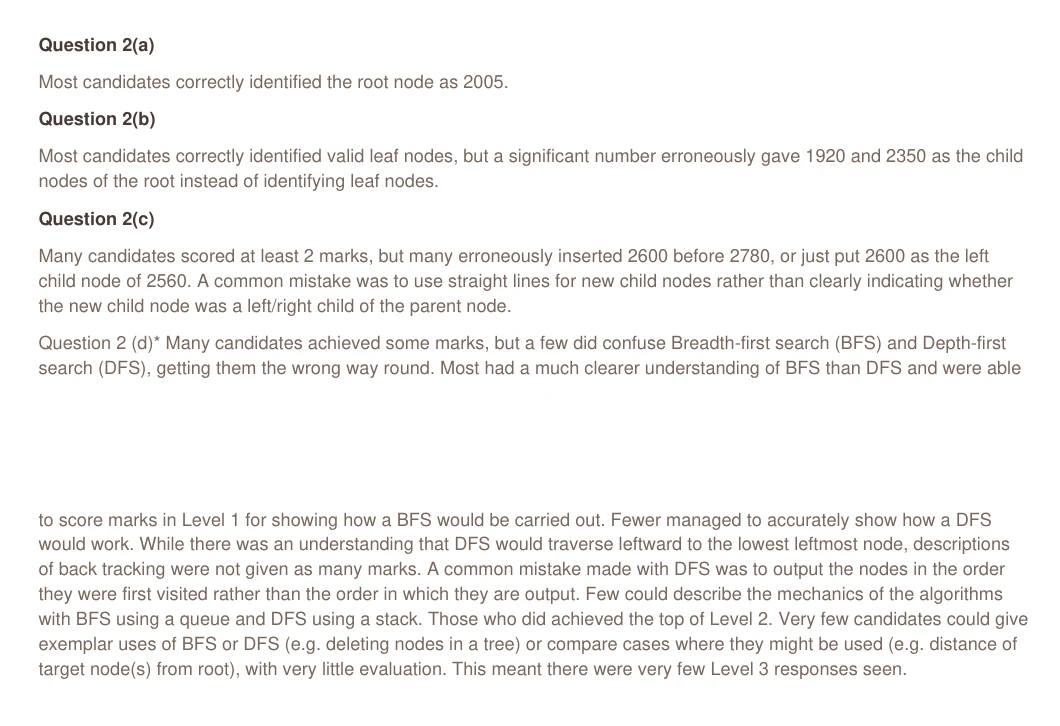 Question 2(a)
Most candidates correctly identified the root node as 2005.
Question 2(b)
Most candidates correctly identified valid leaf nodes, but a significant number erroneously gave 1920 and 2350 as the child
nodes of the root instead of identifying leaf nodes.
Question 2(c)
Many candidates scored at least 2 marks, but many erroneously inserted 2600 before 2780, or just put 2600 as the left
child node of 2560. A common mistake was to use straight lines for new child nodes rather than clearly indicating whether
the new child node was a left/right child of the parent node.
Question 2 (d)* Many candidates achieved some marks, but a few did confuse Breadth-first search (BFS) and Depth-first
search (DFS), getting them the wrong way round. Most had a much clearer understanding of BFS than DFS and were able
to score marks in Level 1 for showing how a BFS would be carried out. Fewer managed to accurately show how a DFS
would work. While there was an understanding that DFS would traverse leftward to the lowest leftmost node, descriptions
of back tracking were not given as many marks. A common mistake made with DFS was to output the nodes in the order
they were first visited rather than the order in which they are output. Few could describe the mechanics of the algorithms
with BFS using a queue and DFS using a stack. Those who did achieved the top of Level 2. Very few candidates could give
exemplar uses of BFS or DFS (e.g. deleting nodes in a tree) or compare cases where they might be used (e.g. distance of
target node(s) from root), with very little evaluation. This meant there were very few Level 3 responses seen.